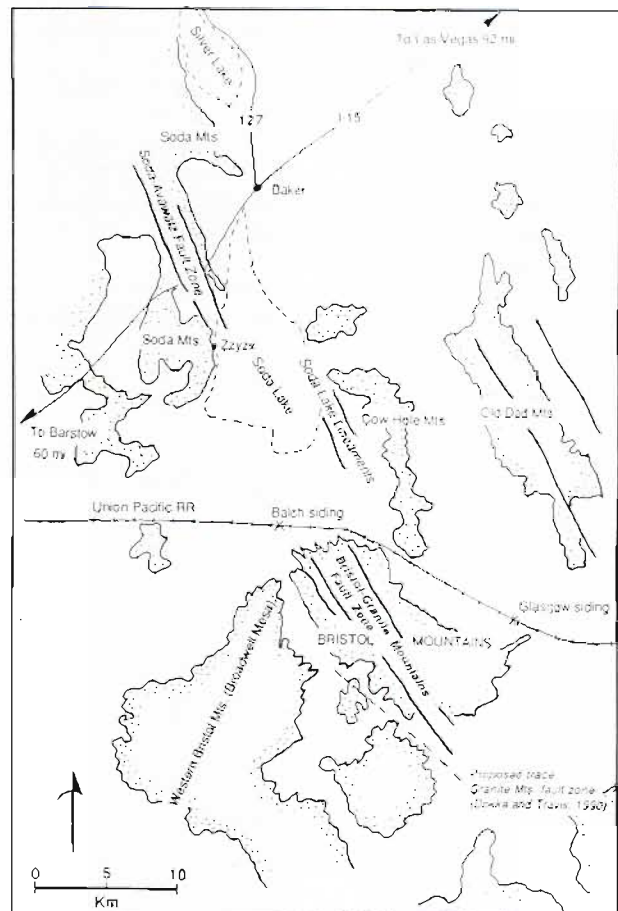 Silver Lake
To Las Vegas 92 mi
127
I-15
Soda Mts
Baker
Soda-Avawatz Fault Zone
Soda Mts
Zzyzx
Soda Lake
Soda Lake Lineaments
Cow Hole Mts
Old Dad Mts
To Barstow
60 mi
Union Pacific RR
Balch siding
Glasgow siding
Bristol-Granite Mountains
Fault Zone
BRISTOL MOUNTAINS
Western Bristol Mts (Broadwell Mesa)
Proposed trace
Granite Mts. fault zone
and Travis, 1990)
0 5 10
Km